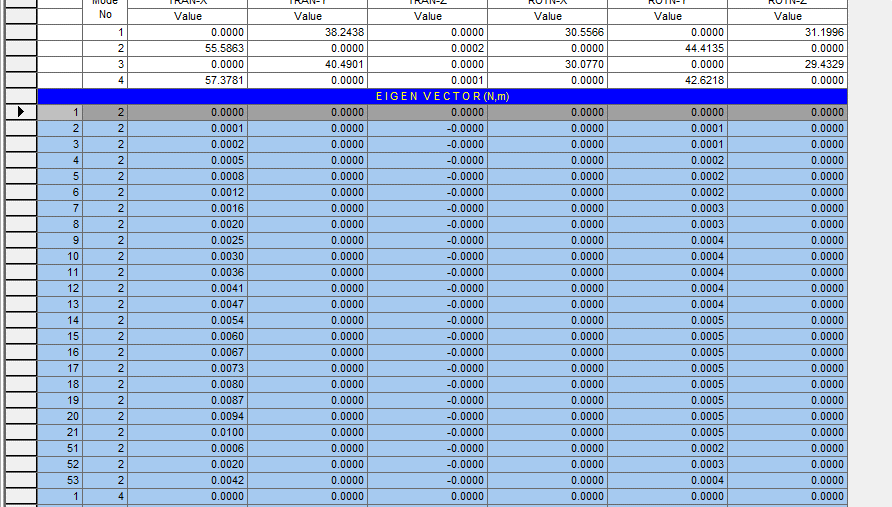 Mode TRAN-X TRAN-Y TRAN-Z ROTN-X ROTN-Y ROTN-Z
No Value Value Value Value Value Value
1 0.0000 38.2438 0.0000 30.5566 0.0000 31.1996
2 55.5863 0.0000 0.0002 0.0000 44.4135 0.0000
3 0.0000 40.4901 0.0000 30.0770 0.0000 29.4329
4 57.3781 0.0000 0.0001 0.0000 42.6218 0.0000
E I G E N V E C T O R (N,m)
1 2 0.0000 0.0000 0.0000 0.0000 0.0000 0.0000
2 2 0.0001 0.0000 -0.0000 0.0000 0.0001 0.0000
3 2 0.0002 0.0000 -0.0000 0.0000 0.0001 0.0000
4 2 0.0005 0.0000 -0.0000 0.0000 0.0002 0.0000
5 2 0.0008 0.0000 -0.0000 0.0000 0.0002 0.0000
6 2 0.0012 0.0000 -0.0000 0.0000 0.0002 0.0000
7 2 0.0016 0.0000 -0.0000 0.0000 0.0003 0.0000
8 2 0.0020 0.0000 -0.0000 0.0000 0.0003 0.0000
9 2 0.0025 0.0000 -0.0000 0.0000 0.0004 0.0000
10 2 0.0030 0.0000 -0.0000 0.0000 0.0004 0.0000
11 2 0.0036 0.0000 -0.0000 0.0000 0.0004 0.0000
12 2 0.0041 0.0000 -0.0000 0.0000 0.0004 0.0000
13 2 0.0047 0.0000 -0.0000 0.0000 0.0004 0.0000
14 2 0.0054 0.0000 -0.0000 0.0000 0.0005 0.0000
15 2 0.0060 0.0000 -0.0000 0.0000 0.0005 0.0000
16 2 0.0067 0.0000 -0.0000 0.0000 0.0005 0.0000
17 2 0.0073 0.0000 -0.0000 0.0000 0.0005 0.0000
18 2 0.0080 0.0000 -0.0000 0.0000 0.0005 0.0000
19 2 0.0087 0.0000 -0.0000 0.0000 0.0005 0.0000
20 2 0.0094 0.0000 -0.0000 0.0000 0.0005 0.0000
21 2 0.0100 0.0000 -0.0000 0.0000 0.0005 0.0000
51 2 0.0006 0.0000 -0.0000 0.0000 0.0002 0.0000
52 2 0.0020 0.0000 -0.0000 0.0000 0.0003 0.0000
53 2 0.0042 0.0000 -0.0000 0.0000 0.0004 0.0000
1 4 0.0000 0.0000 0.0000 0.0000 0.0000 0.0000